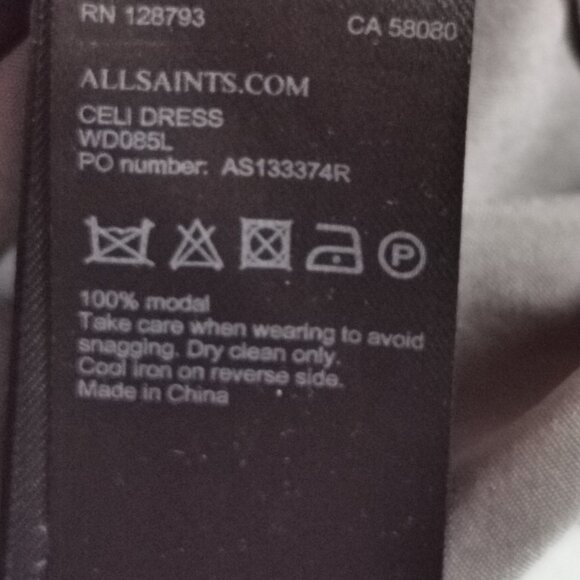 RN 128793 CA 58080
ALLSAINTS.COM
CELI DRESS
WD085L
PO number: AS133374R
P
100% modal
Take care when wearing to avoid
snagging. Dry clean only.
Cool iron on reverse side.
Made in China